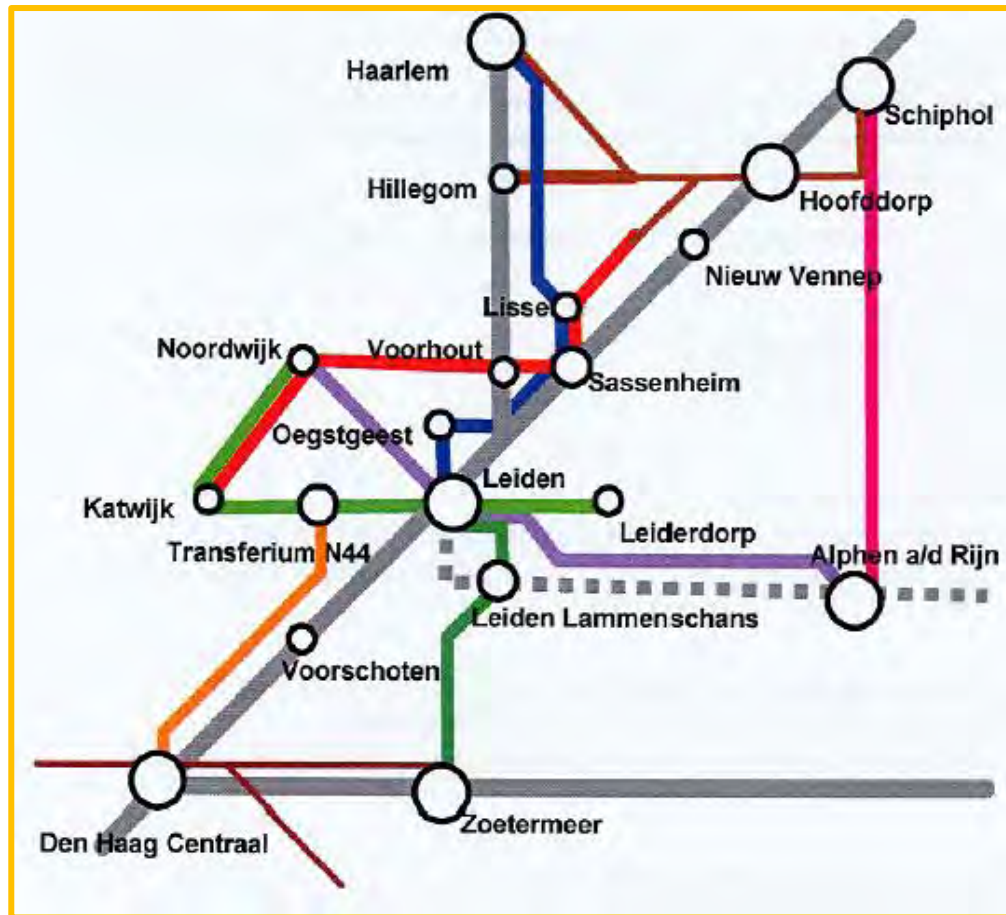 Haarlem
Schiphol
Hillegom
Hoofddorp
Nieuw Vennep
Lisse
Noordwijk
Voorhout
Sassenheim
Oegstgeest
Leiden
Katwijk
Leiderdorp
Transferium N44
Alphen a/d Rijn
Leiden Lammenschans
Voorschoten
Zoetermeer
Den Haag Centraal